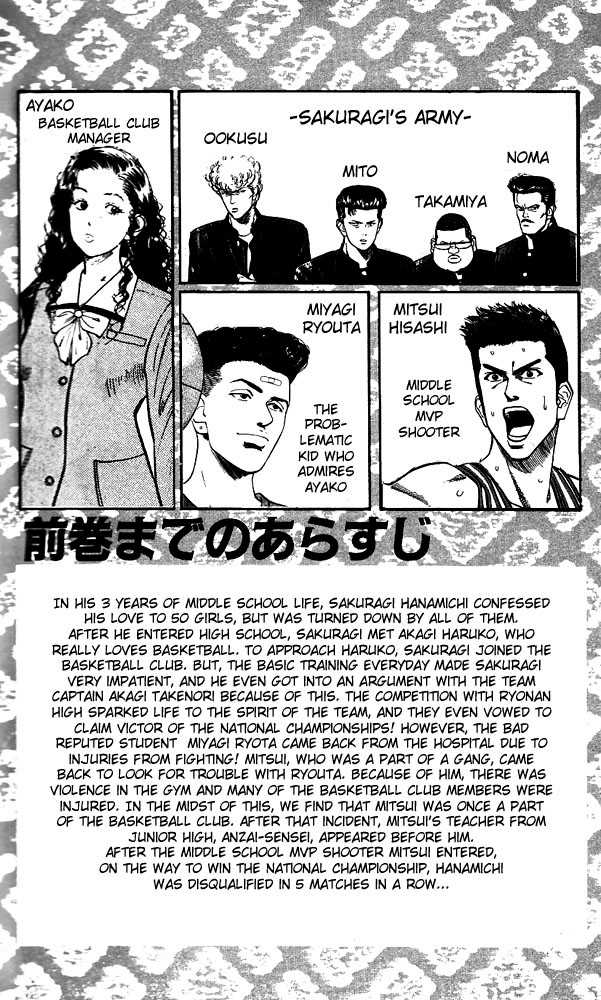 AYAKO
BASKETBALL CLUB
MANAGER
-SAKURAGI'S ARMY-
OOKUSU
MITO
TAKAMIYA
NOMA
MIYAGI
RYOUTA
THE
PROB-
LEMATIC
KID WHO
ADMIRES
AYAKO
MITSUI
HISASHI
MIDDLE
SCHOOL
MVP
SHOOTER
前巻までのあらすじ
IN HIS 3 YEARS OF MIDDLE SCHOOL LIFE, SAKURAGI HANAMICHI CONFESSED
HIS LOVE TO 50 GIRLS, BUT WAS TURNED DOWN BY ALL OF THEM.
AFTER HE ENTERED HIGH SCHOOL, SAKURAGI MET AKAGI HARUKO, WHO
REALLY LOVES BASKETBALL. TO APPROACH HARUKO, SAKURAGI JOINED THE
BASKETBALL CLUB. BUT, THE BASIC TRAINING EVERYDAY MADE SAKURAGI
VERY IMPATIENT, AND HE EVEN GOT INTO AN ARGUMENT WITH THE TEAM
CAPTAIN AKAGI TAKENORI BECAUSE OF THIS. THE COMPETITION WITH RYONAN
HIGH SPARKED LIFE TO THE SPIRIT OF THE TEAM, AND THEY EVEN VOWED TO
CLAIM VICTOR OF THE NATIONAL CHAMPIONSHIPS! HOWEVER, THE BAD
REPUTED STUDENT MIYAGI RYOTA CAME BACK FROM THE HOSPITAL DUE TO
INJURIES FROM FIGHTING! MITSUI, WHO WAS A PART OF A GANG, CAME
BACK TO LOOK FOR TROUBLE WITH RYOUTA. BECAUSE OF HIM, THERE WAS
VIOLENCE IN THE GYM AND MANY OF THE BASKETBALL CLUB MEMBERS WERE
INJURED. IN THE MIDST OF THIS, WE FIND THAT MITSUI WAS ONCE A PART
OF THE BASKETBALL CLUB. AFTER THAT INCIDENT, MITSUI'S TEACHER FROM
JUNIOR HIGH, ANZAI-SENSEI, APPEARED BEFORE HIM.
AFTER THE MIDDLE SCHOOL MVP SHOOTER MITSUI ENTERED,
ON THE WAY TO WIN THE NATIONAL CHAMPIONSHIP, HANAMICHI
WAS DISQUALIFIED IN 5 MATCHES IN A ROW...